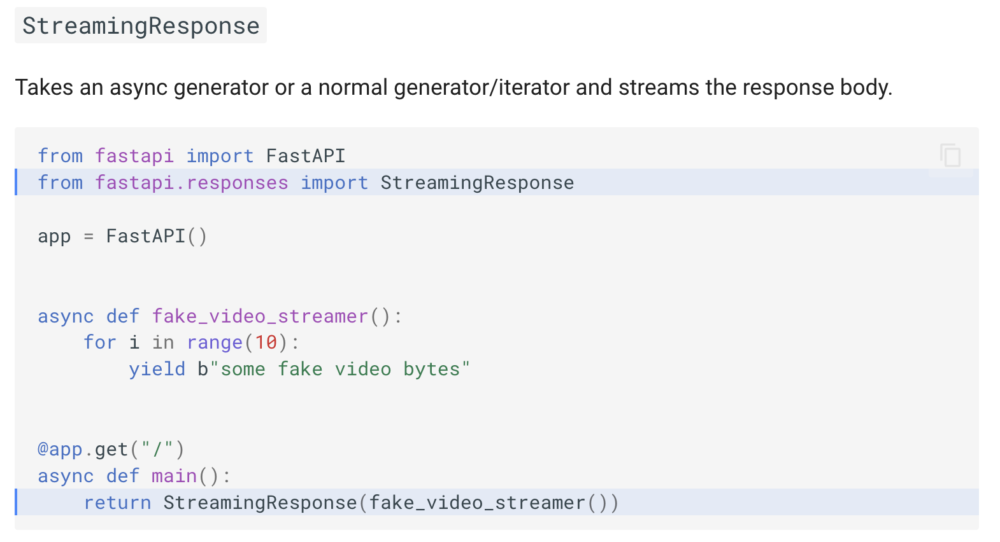 StreamingResponse
Takes an async generator or a normal generator/iterator and streams the response body.
from fastapi import FastAPI
from fastapi.responses import StreamingResponse
app = FastAPI()
async def fake_video_streamer():
    for i in range(10):
        yield b"some fake video bytes"
@app.get("/")
async def main():
    return StreamingResponse(fake_video_streamer())